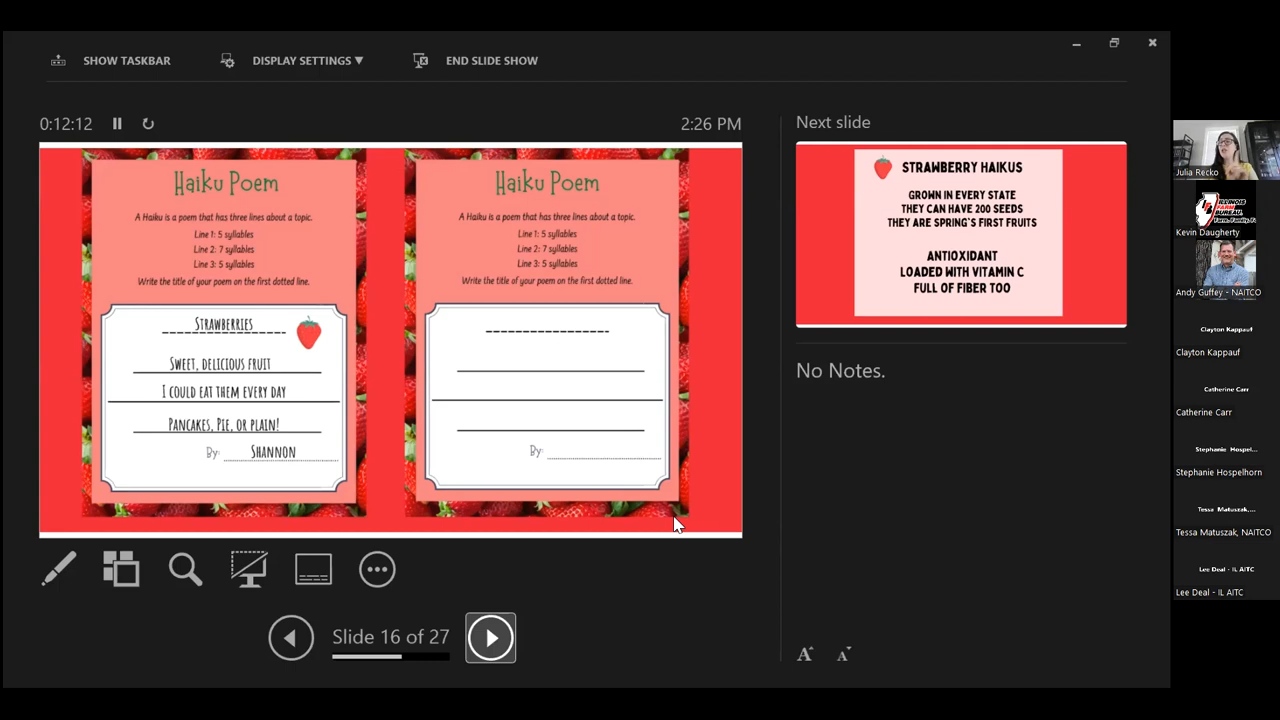 SHOW TASKBAR
DISPLAY SETTINGS ▼
END SLIDE SHOW
0:12:12
2:26 PM
Haiku Poem
A Haiku is a poem that has three lines about a topic.
Line 1: 5 syllables
Line 2: 7 syllables
Line 3: 5 syllables
Write the title of your poem on the first dotted line.
STRAWBERRIES
SWEET, DELICIOUS FRUIT
I COULD EAT THEM EVERY DAY
PANCAKES, PIE, OR PLAIN!
By: SHANNON
Haiku Poem
A Haiku is a poem that has three lines about a topic.
Line 1: 5 syllables
Line 2: 7 syllables
Line 3: 5 syllables
Write the title of your poem on the first dotted line.
By:
Slide 16 of 27
Next slide
STRAWBERRY HAIKUS
GROWN IN EVERY STATE
THEY CAN HAVE 200 SEEDS
THEY ARE SPRING'S FIRST FRUITS
ANTIOXIDANT
LOADED WITH VITAMIN C
FULL OF FIBER TOO
No Notes.
A A
Julia Recko
ILLINOIS
FARM
BUREAU
Farm. Family. F
Kevin Daugherty
Andy Guffey - NAITCO
Clayton Kappauf
Clayton Kappauf
Catherine Carr
Catherine Carr
Stephanie Hospel...
Stephanie Hospelhorn
Tessa Matuszak,...
Tessa Matuszak, NAITCO
Lee Deal - IL AITC
Lee Deal - IL AITC